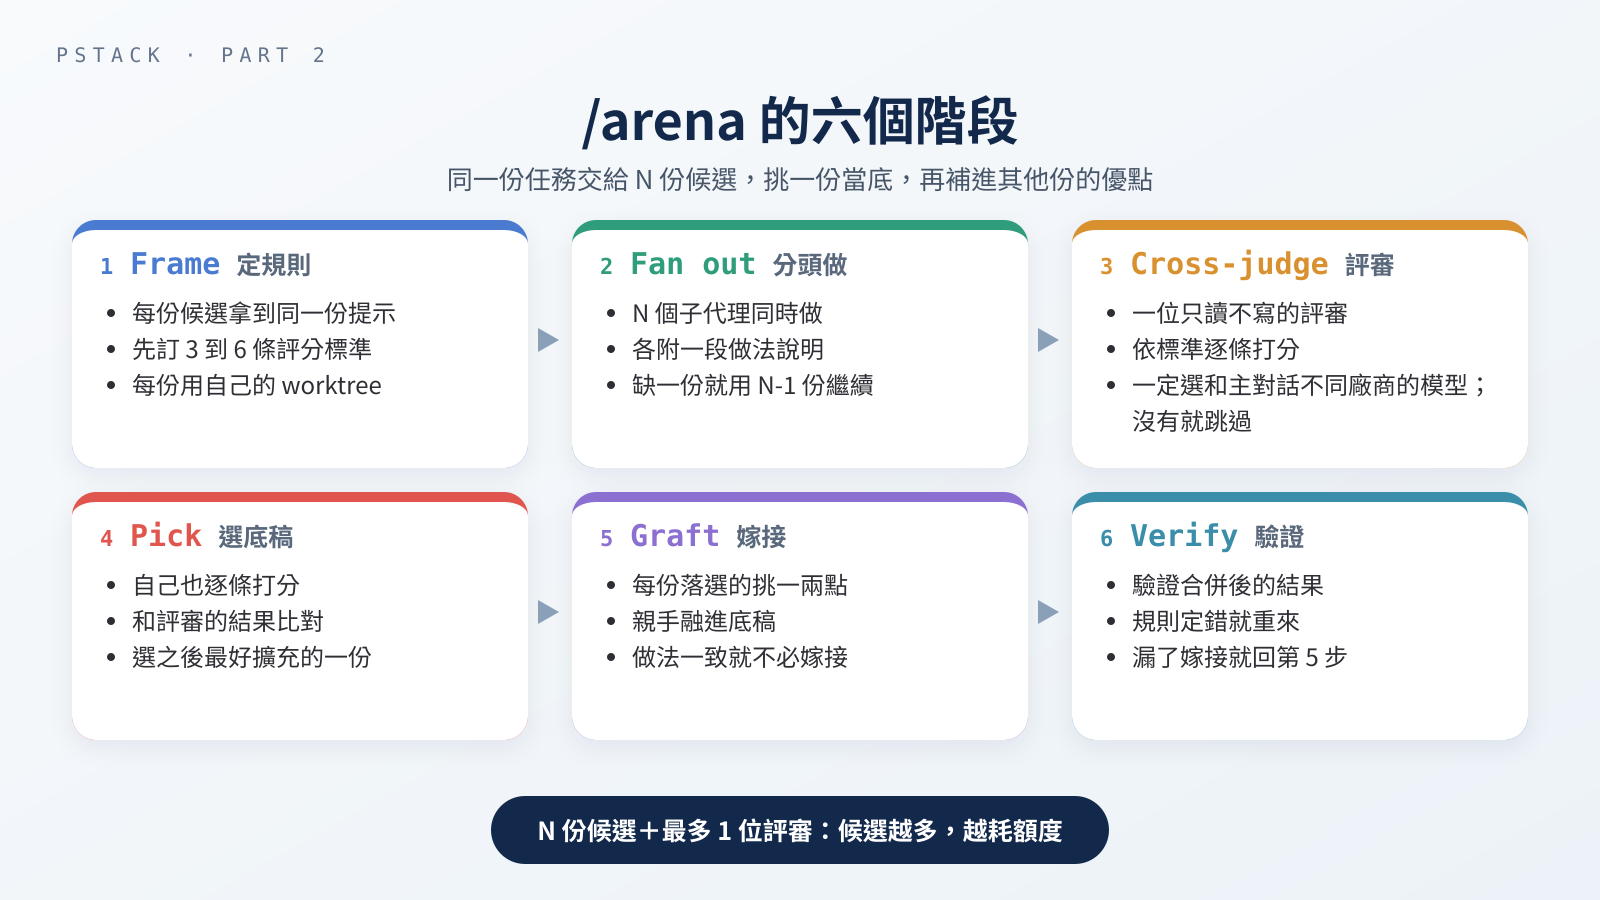 PSTACK · PART 2
/arena 的六個階段
同一份任務交給 N 份候選，挑一份當底，再補進其他份的優點
1 Frame 定規則
• 每份候選拿到同一份提示
• 先訂 3 到 6 條評分標準
• 每份用自己的 worktree
2 Fan out 分頭做
• N 個子代理同時做
• 各附一段做法說明
• 缺一份就用 N-1 份繼續
3 Cross-judge 評審
• 一位只讀不寫的評審
• 依標準逐條打分
• 一定選和主對話不同廠商的模型；
沒有就跳過
4 Pick 選底稿
• 自己也逐條打分
• 和評審的結果比對
• 選之後最好擴充的一份
5 Graft 嫁接
• 每份落選的挑一兩點
• 親手融進底稿
• 做法一致就不必嫁接
6 Verify 驗證
• 驗證合併後的結果
• 規則定錯就重來
• 漏了嫁接就回第 5 步
N 份候選＋最多 1 位評審：候選越多，越耗額度